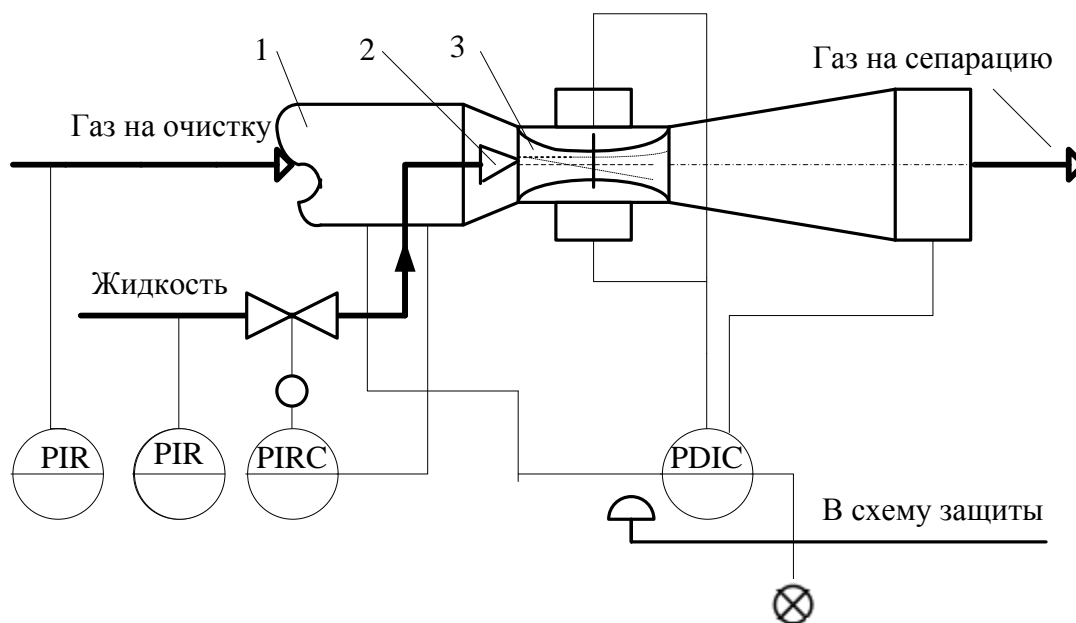 1
2
3
Газ на сепарацию
Газ на очистку
Жидкость
PIR
PIR
PIRC
PDIC
В схему защиты